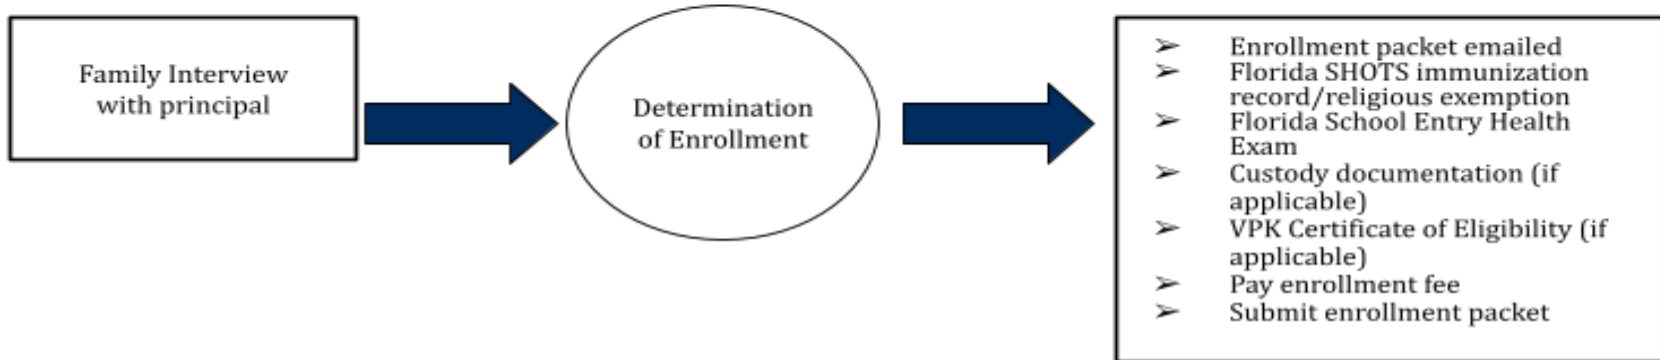 Family Interview
with principal
Determination
of Enrollment
➢ Enrollment packet emailed
➢ Florida SHOTS immunization
record/religious exemption
➢ Florida School Entry Health
Exam
➢ Custody documentation (if
applicable)
➢ VPK Certificate of Eligibility (if
applicable)
➢ Pay enrollment fee
➢ Submit enrollment packet